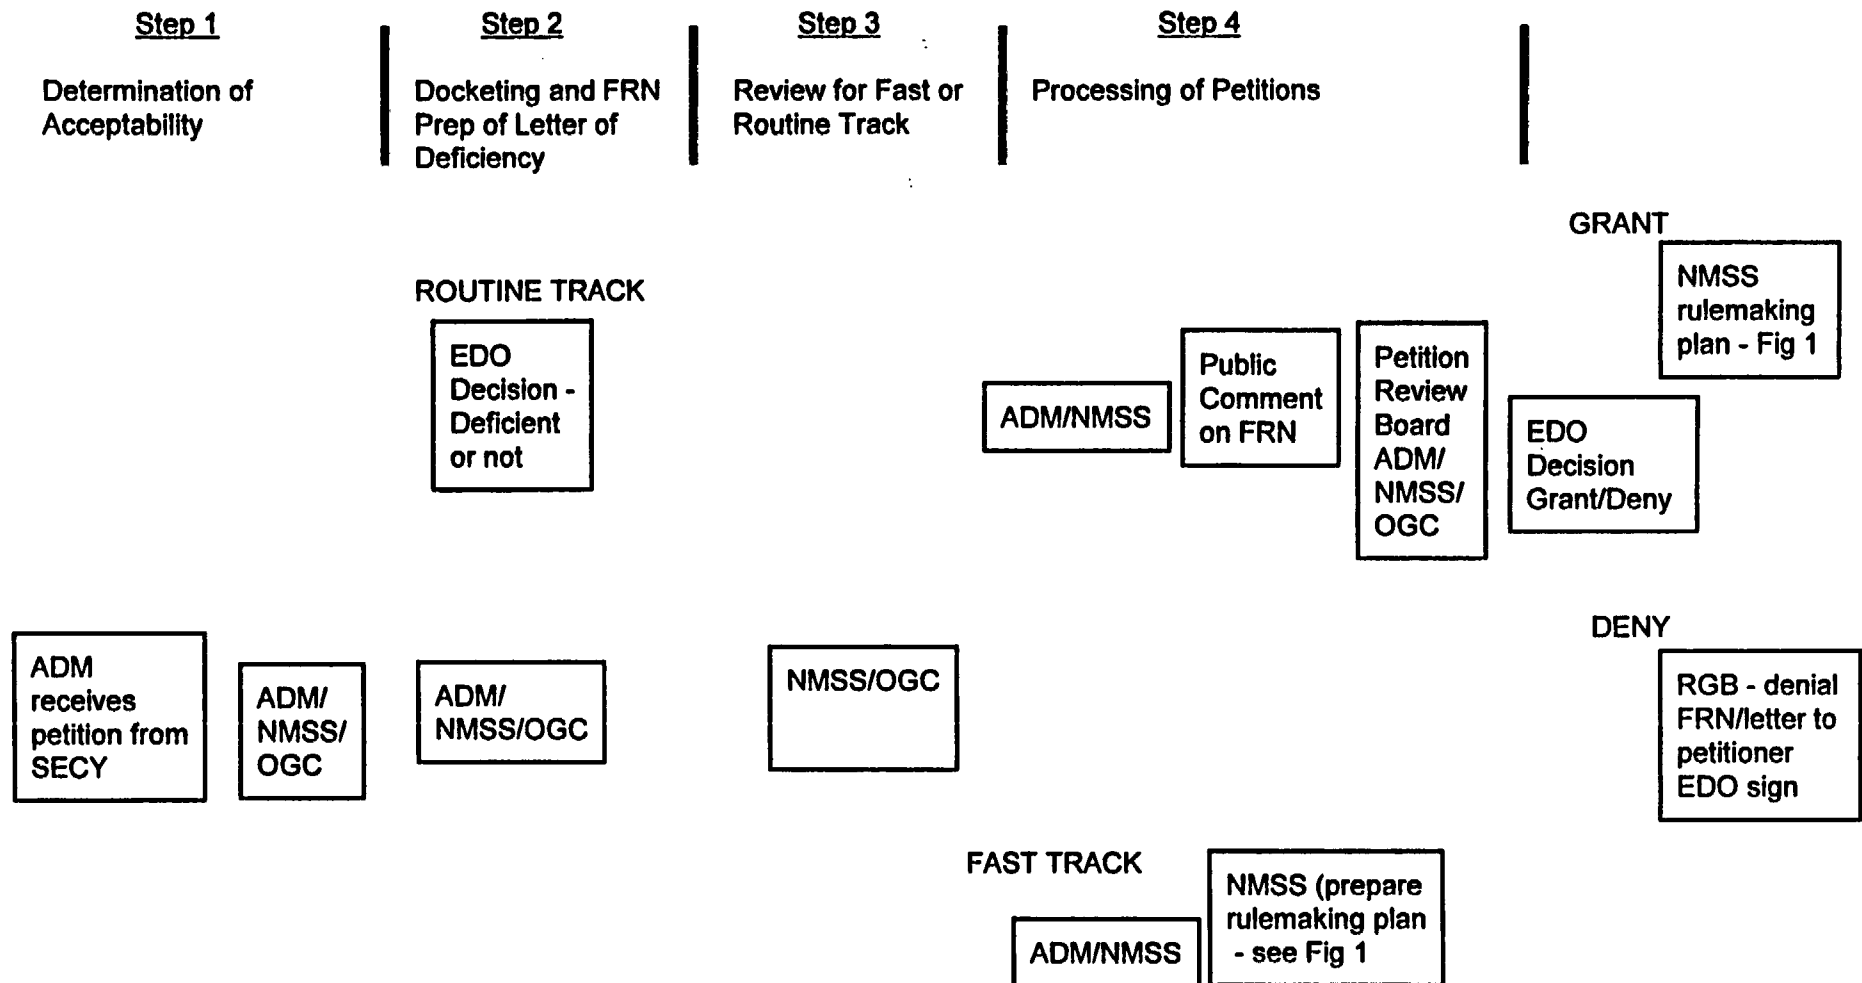 Step 1
Determination of
Acceptability
Step 2
Docketing and FRN
Prep of Letter of
Deficiency
Step 3
Review for Fast or
Routine Track
Step 4
Processing of Petitions
GRANT
NMSS
rulemaking
plan - Fig 1
ROUTINE TRACK
EDO
Decision -
Deficient
or not
ADM/NMSS
Public
Comment
on FRN
Petition
Review
Board
ADM/
NMSS/
OGC
EDO
Decision
Grant/Deny
DENY
ADM
receives
petition from
SECY
ADM/
NMSS/
OGC
ADM/
NMSS/OGC
NMSS/OGC
RGB - denial
FRN/letter to
petitioner
EDO sign
FAST TRACK
ADM/NMSS
NMSS (prepare
rulemaking plan
- see Fig 1